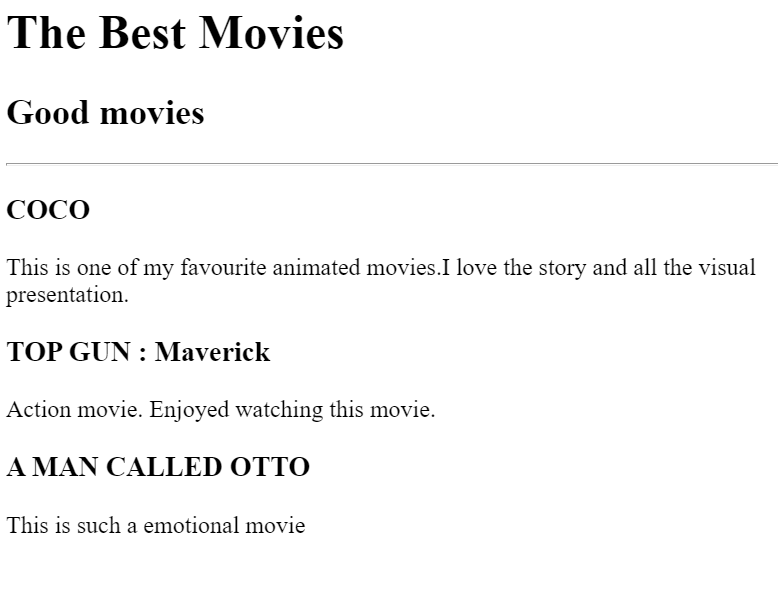 The Best Movies
Good movies
COCO
This is one of my favourite animated movies.I love the story and all the visual
presentation.
TOP GUN : Maverick
Action movie. Enjoyed watching this movie.
A MAN CALLED OTTO
This is such a emotional movie